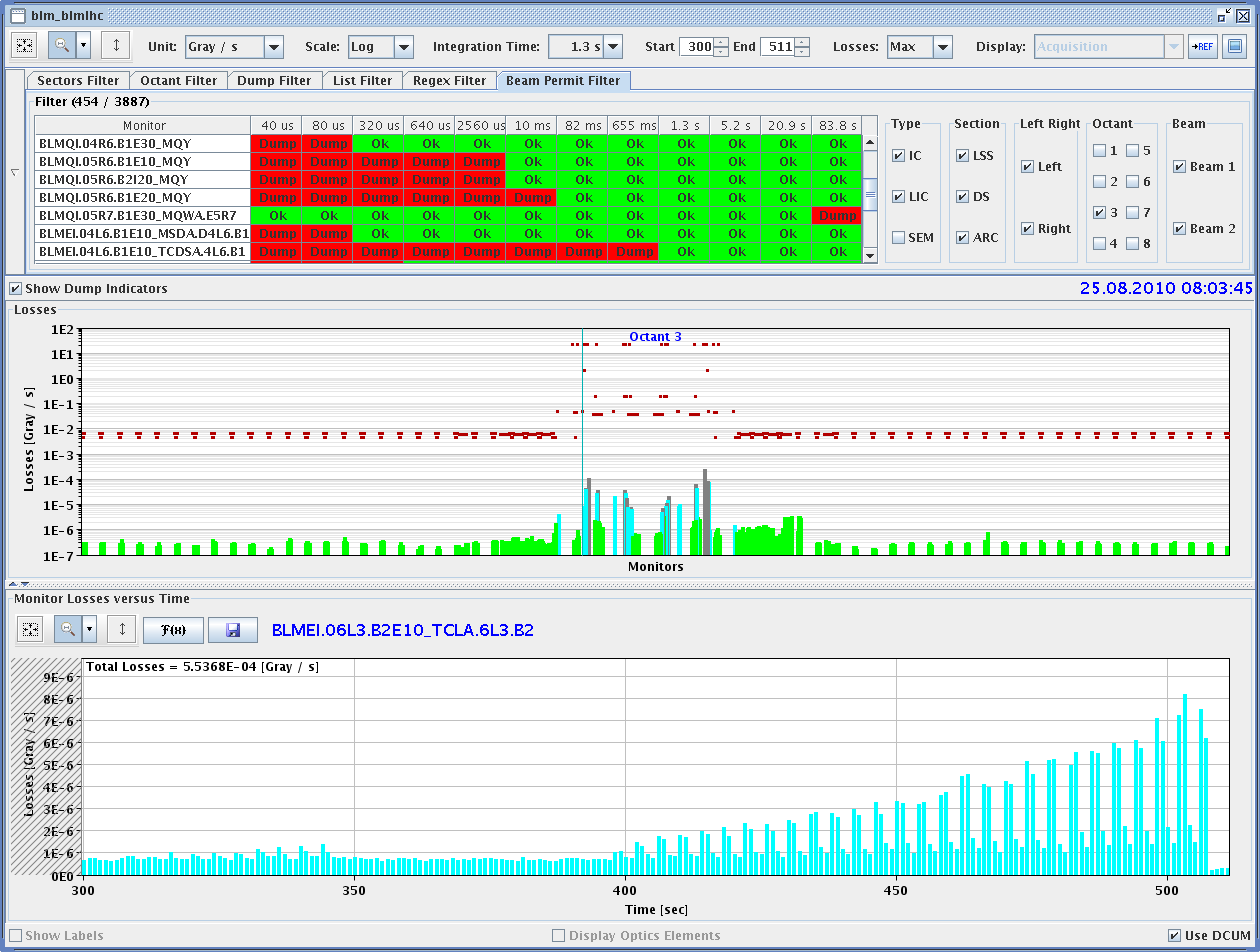 blm_blmlhc
Unit: Gray / s Scale: Log Integration Time: 1.3 s Start 300 End 511 Losses: Max Display: Acquisition →REF
Sectors Filter Octant Filter Dump Filter List Filter Regex Filter Beam Permit Filter
Filter (454 / 3887)
Monitor 40 us 80 us 320 us 640 us 2560 us 10 ms 82 ms 655 ms 1.3 s 5.2 s 20.9 s 83.8 s
BLMQI.04R6.B1E30_MQY Dump Dump Ok Ok Ok Ok Ok Ok Ok Ok Ok Ok
BLMQI.05R6.B1E10_MQY Dump Dump Dump Dump Dump Ok Ok Ok Ok Ok Ok Ok
BLMQI.05R6.B2I20_MQY Dump Dump Dump Dump Dump Ok Ok Ok Ok Ok Ok Ok
BLMQI.05R6.B1E20_MQY Dump Dump Dump Dump Dump Dump Ok Ok Ok Ok Ok Ok
BLMQI.05R7.B1E30_MQWA.E5R7 Ok Ok Ok Ok Ok Ok Ok Ok Ok Ok Ok Dump
BLMEI.04L6.B1E10_MSDA.D4L6.B1 Dump Dump Ok Ok Ok Ok Ok Ok Ok Ok Ok Ok
BLMEI.04L6.B1E10_TCDSA.4L6.B1 Dump Dump Dump Dump Dump Dump Dump Dump Ok Ok Ok Ok
Type Section Left Right Octant Beam
IC LSS Left 1 5 Beam 1
LIC DS 2 6
3 7
SEM ARC Right 4 8 Beam 2
Show Dump Indicators 25.08.2010 08:03:45
Losses
Octant 3
Losses [Gray / s]
1E2
1E1
1E0
1E-1
1E-2
1E-3
1E-4
1E-5
1E-6
1E-7
Monitors
Monitor Losses versus Time
F(x) BLMEI.06L3.B2E10_TCLA.6L3.B2
Total Losses = 5.5368E-04 [Gray / s]
Losses [Gray / s]
9E-6
8E-6
7E-6
6E-6
5E-6
4E-6
3E-6
2E-6
1E-6
0E0
300 350 400 450 500
Time [sec]
Show Labels Display Optics Elements Use DCUM